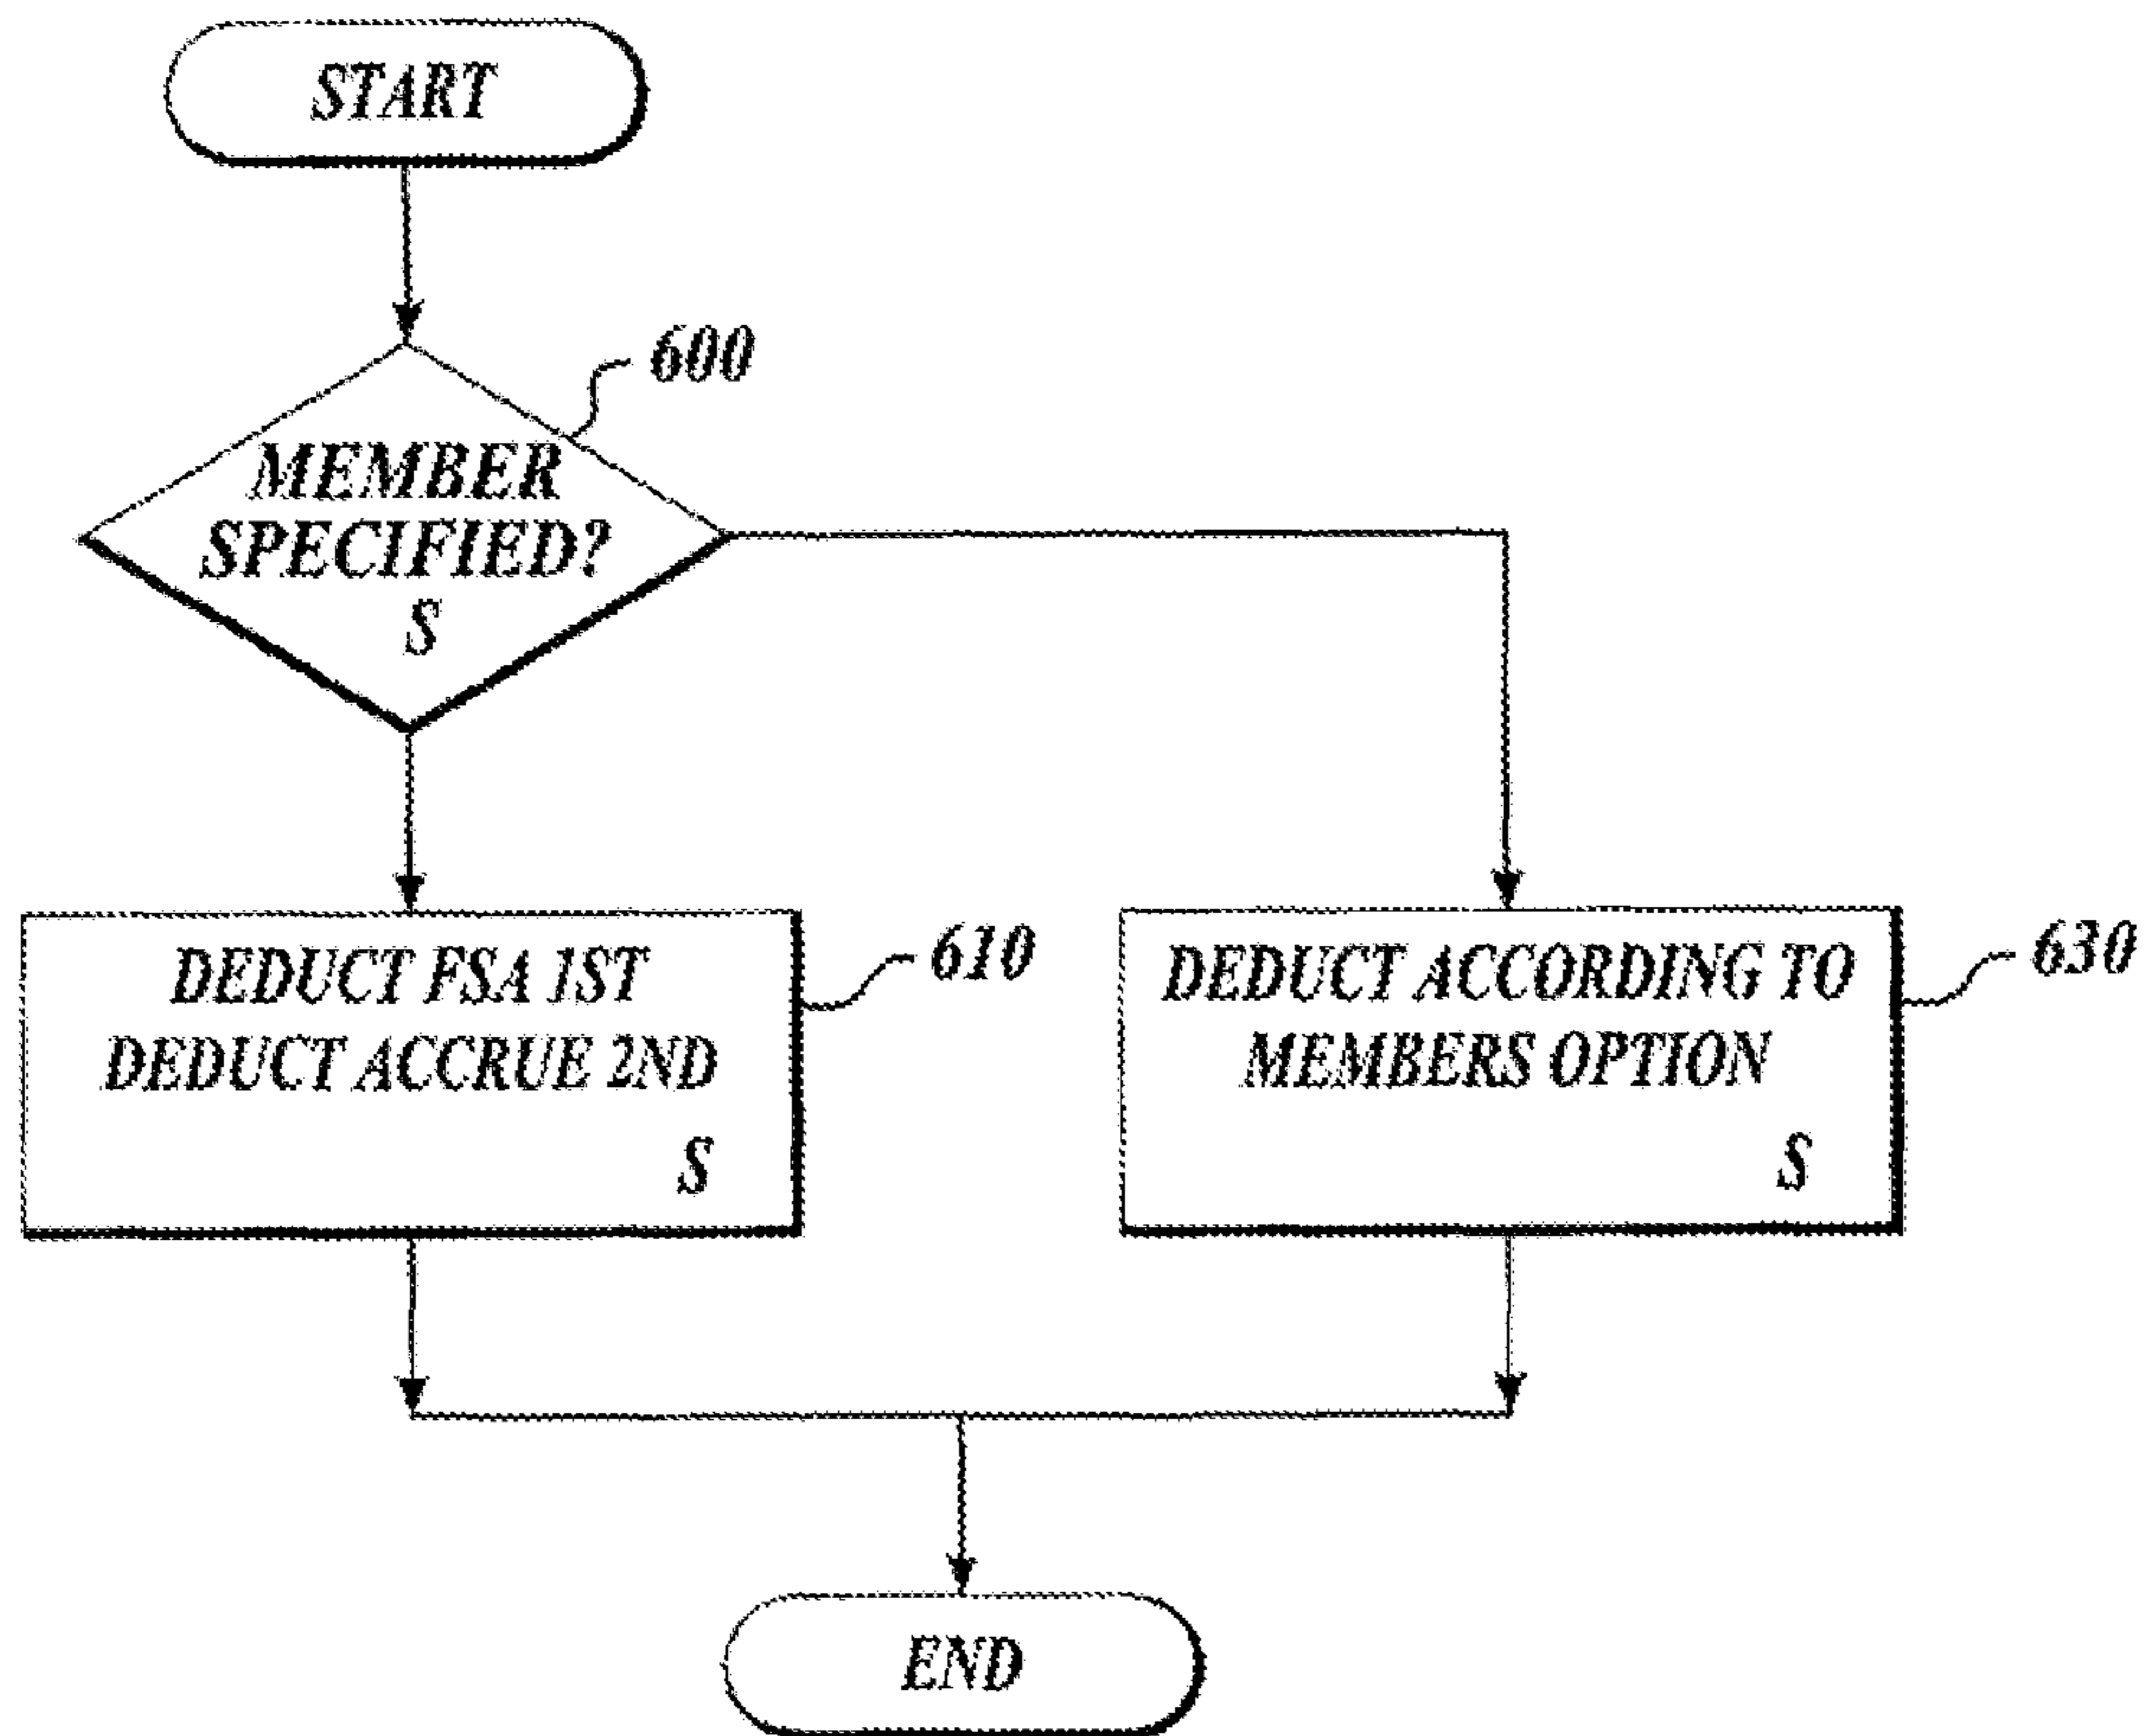 START
600
MEMBER
SPECIFIED?
S
DEDUCT FSA 1ST
DEDUCT ACCRUE 2ND
S
610
DEDUCT ACCORDING TO
MEMBERS OPTION
S
630
END